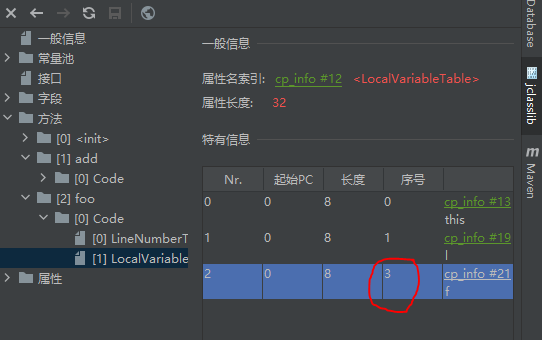 一般信息
常量池
接口
字段
方法
[0] <init>
[1] add
[0] Code
[2] foo
[0] Code
[0] LineNumberT
[1] LocalVariable
属性
一般信息
属性名索引: cp_info #12 <LocalVariableTable>
属性长度: 32
特有信息
Nr. 起始PC 长度 序号
0 0 8 0 cp_info #13
this
1 0 8 1 cp_info #19
l
2 0 8 3 cp_info #21
f
Database
jclasslib
m Maven